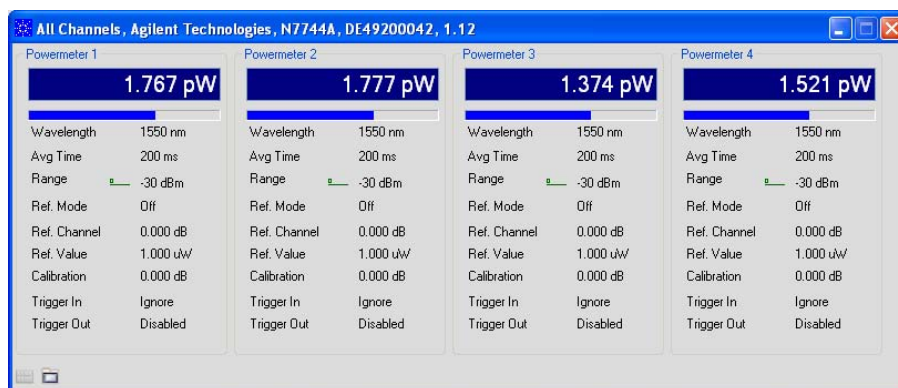 All Channels, Agilent Technologies, N7744A, DE49200042, 1.12
Powermeter 1
1.767 pW
Wavelength 1550 nm
Avg Time 200 ms
Range -30 dBm
Ref. Mode Off
Ref. Channel 0.000 dB
Ref. Value 1.000 uW
Calibration 0.000 dB
Trigger In Ignore
Trigger Out Disabled
Powermeter 2
1.777 pW
Wavelength 1550 nm
Avg Time 200 ms
Range -30 dBm
Ref. Mode Off
Ref. Channel 0.000 dB
Ref. Value 1.000 uW
Calibration 0.000 dB
Trigger In Ignore
Trigger Out Disabled
Powermeter 3
1.374 pW
Wavelength 1550 nm
Avg Time 200 ms
Range -30 dBm
Ref. Mode Off
Ref. Channel 0.000 dB
Ref. Value 1.000 uW
Calibration 0.000 dB
Trigger In Ignore
Trigger Out Disabled
Powermeter 4
1.521 pW
Wavelength 1550 nm
Avg Time 200 ms
Range -30 dBm
Ref. Mode Off
Ref. Channel 0.000 dB
Ref. Value 1.000 uW
Calibration 0.000 dB
Trigger In Ignore
Trigger Out Disabled